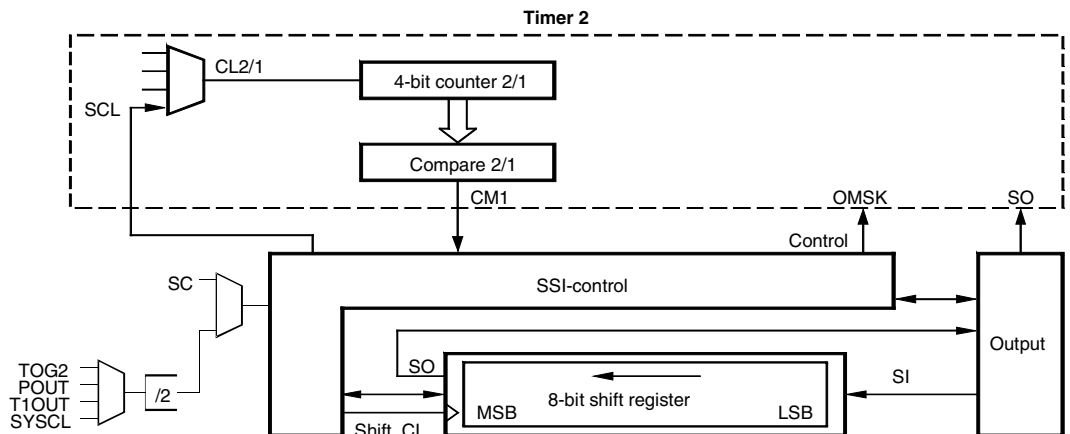 Timer 2
CL2/1
4-bit counter 2/1
SCL
Compare 2/1
CM1
OMSK
SO
Control
SC
SSI-control
Output
TOG2
POUT
T1OUT
SYSCL
/2
SO
SI
8-bit shift register
MSB
LSB
Shift_CL